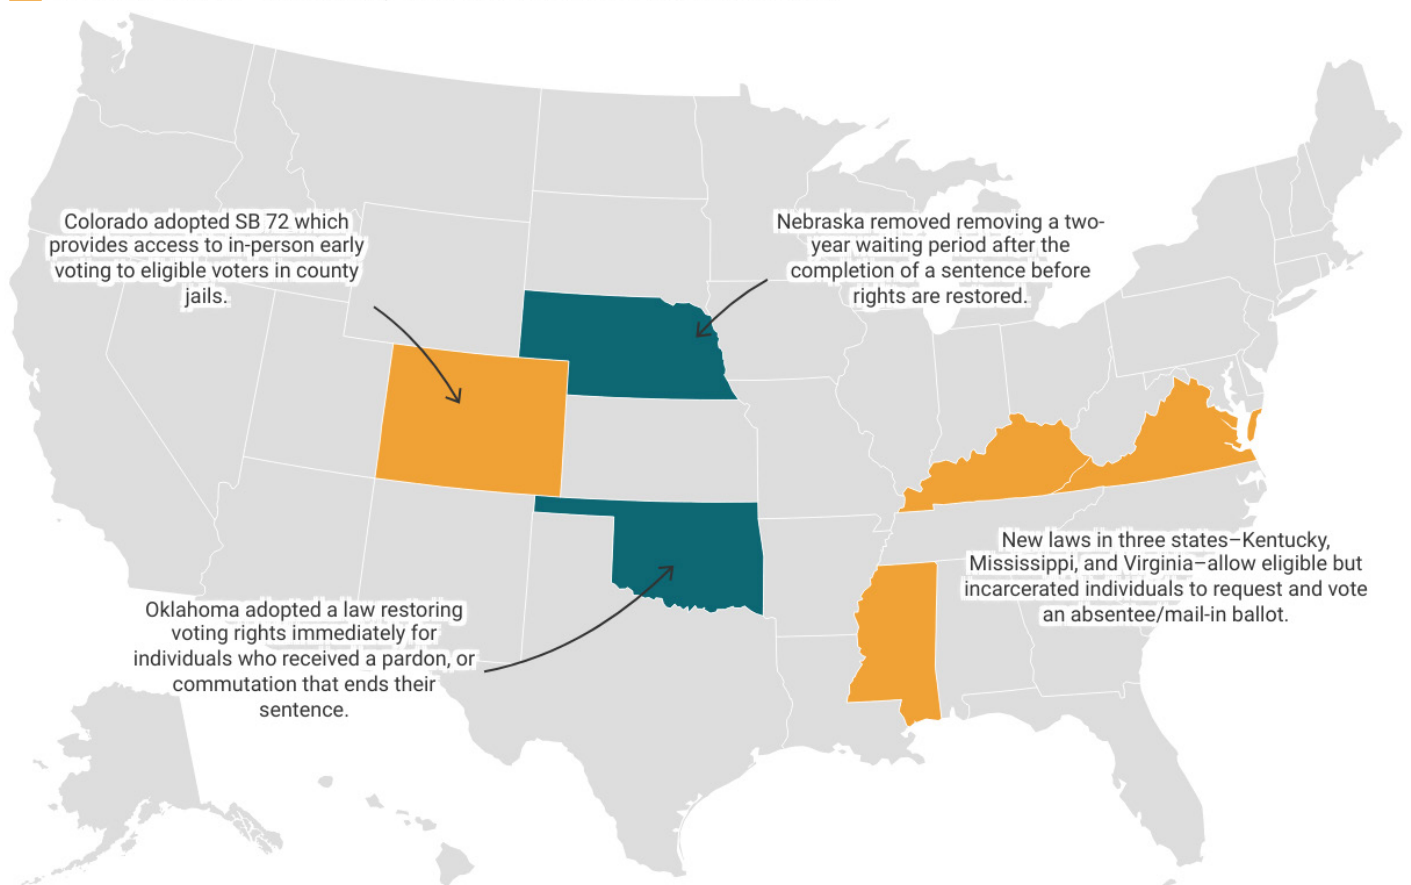 Colorado adopted SB 72 which
provides access to in-person early
voting to eligible voters in county
jails.
Nebraska removed removing a two-
year waiting period after the
completion of a sentence before
rights are restored.
New laws in three states–Kentucky,
Mississippi, and Virginia–allow eligible but
incarcerated individuals to request and vote
an absentee/mail-in ballot.
Oklahoma adopted a law restoring
voting rights immediately for
individuals who received a pardon, or
commutation that ends their
sentence.